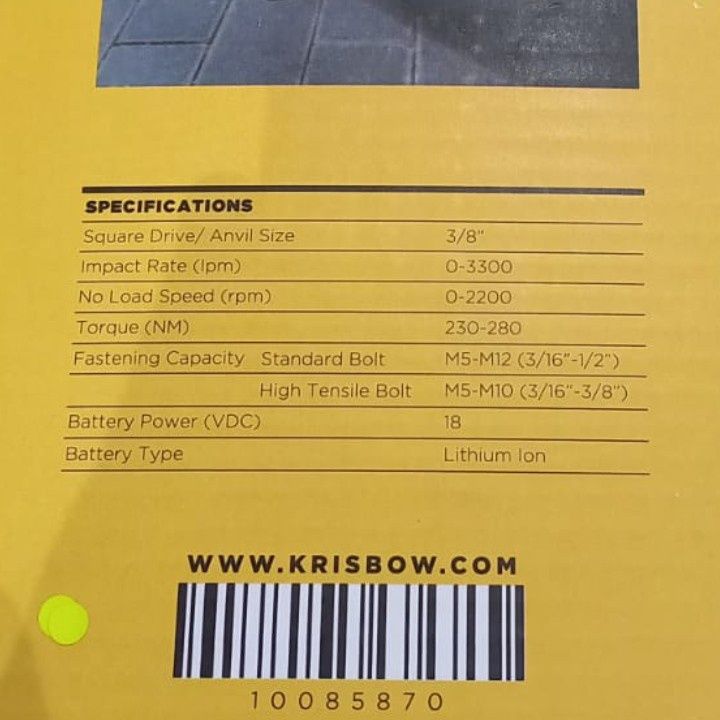 SPECIFICATIONS
Square Drive/ Anvil Size 3/8"
Impact Rate (Ipm) 0-3300
No Load Speed (rpm) 0-2200
Torque (NM) 230-280
Fastening Capacity Standard Bolt M5-M12 (3/16"-1/2")
High Tensile Bolt M5-M10 (3/16"-3/8")
Battery Power (VDC) 18
Battery Type Lithium Ion
WWW.KRISBOW.COM
10085870